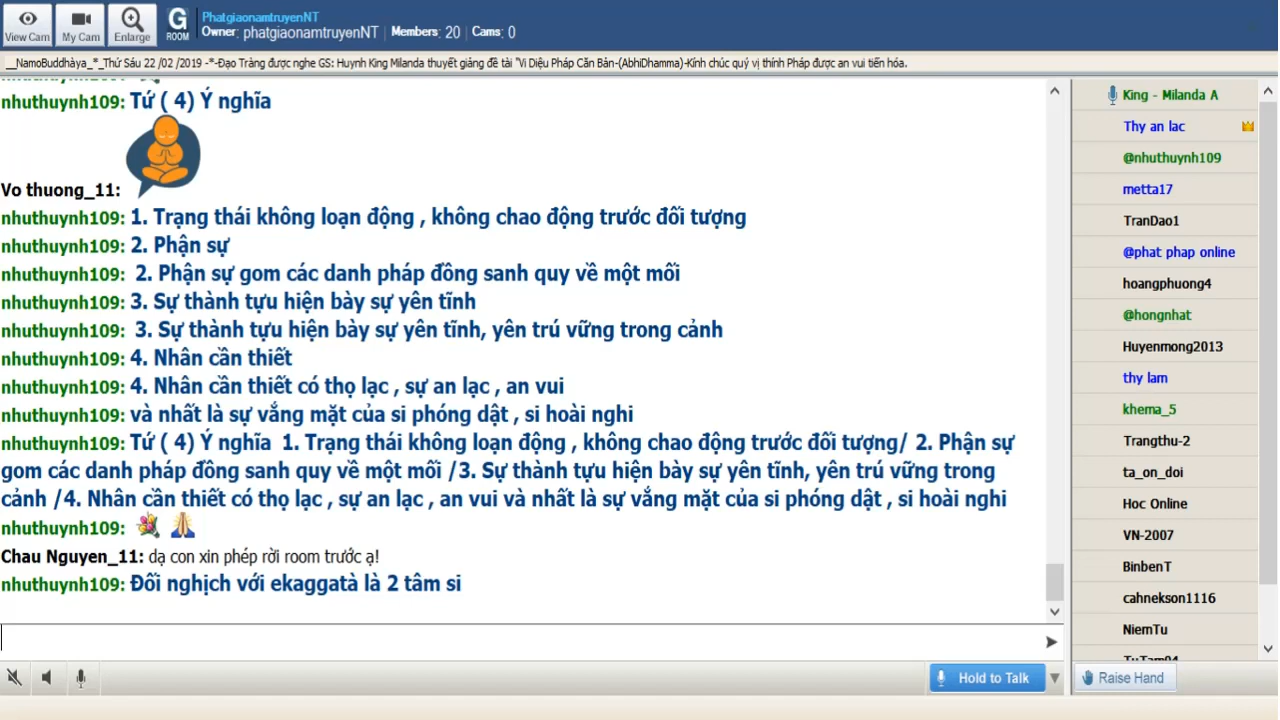 View Cam
My Cam
Enlarge
G
ROOM
PhatgiaonamtruyenNT
Owner: phatgiaonamtruyenNT Members: 20 Cams: 0
__NamoBuddhàya_*_Thứ Sáu 22 /02 /2019 -*-Đạo Tràng được nghe GS: Huynh King Milanda thuyết giảng đề tài "Vi Diệu Pháp Căn Bản-(AbhiDhamma)-Kính chúc quý vị thính Pháp được an vui tiến hóa.
nhuthuynh109: Tứ ( 4) Ý nghĩa
Vo thuong_11:
nhuthuynh109: 1. Trạng thái không loạn động , không chao động trước đối tượng
nhuthuynh109: 2. Phận sự
nhuthuynh109: 2. Phận sự gom các danh pháp đồng sanh quy về một mối
nhuthuynh109: 3. Sự thành tựu hiện bày sự yên tĩnh
nhuthuynh109: 3. Sự thành tựu hiện bày sự yên tĩnh, yên trú vững trong cảnh
nhuthuynh109: 4. Nhân cần thiết
nhuthuynh109: 4. Nhân cần thiết có thọ lạc , sự an lạc , an vui
nhuthuynh109: và nhất là sự vắng mặt của si phóng dật , si hoài nghi
nhuthuynh109: Tứ ( 4) Ý nghĩa 1. Trạng thái không loạn động , không chao động trước đối tượng/ 2. Phận sự
gom các danh pháp đồng sanh quy về một mối /3. Sự thành tựu hiện bày sự yên tĩnh, yên trú vững trong
cảnh /4. Nhân cần thiết có thọ lạc , sự an lạc , an vui và nhất là sự vắng mặt của si phóng dật , si hoài nghi
nhuthuynh109:
Chau Nguyen_11: dạ con xin phép rời room trước ạ!
nhuthuynh109: Đối nghịch với ekaggatà là 2 tâm si
Hold to Talk
King - Milanda A
Thy an lac
@nhuthuynh109
metta17
TranDao1
@phat phap online
hoangphuong4
@hongnhat
Huyenmong2013
thy lam
khema_5
Trangthu-2
ta_on_doi
Hoc Online
VN-2007
BinbenT
cahnekson1116
NiemTu
Raise Hand